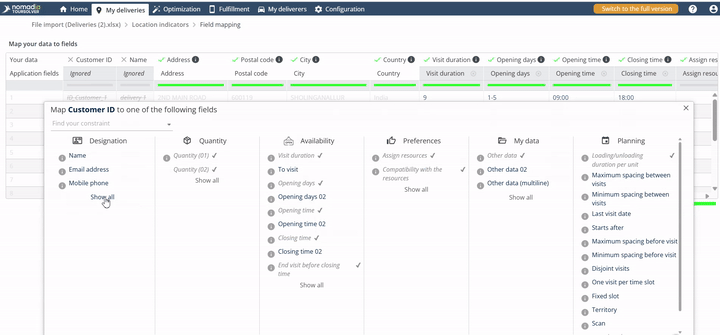 nomadia
TOURSOLVER
Home
My deliveries
Optimization
Fulfillment
My deliverers
Configuration
Switch to the full version
File import (Deliveries (2).xlsx) > Location indicators > Field mapping
Map your data to fields
Your data
Customer ID
Name
Address
Postal code
City
Country
Visit duration
Opening days
Opening time
Closing time
Assign res
Application fields
Ignored
Ignored
Address
Postal code
City
Country
Visit duration
Opening days
Opening time
Closing time
Assign resou
9
1-5
09:00
18:00
Map Customer ID to one of the following fields
Find your constraint
Designation
Name
Email address
Mobile phone
Show all
Quantity
Quantity (01)
Quantity (02)
Show all
Availability
Visit duration
To visit
Opening days
Opening days 02
Opening time
Opening time 02
Closing time
Closing time 02
End visit before closing
time
Show all
Preferences
Assign resources
Compatibility with the
resources
Show all
My data
Other data
Other data 02
Other data (multiline)
Show all
Planning
Loading/unloading
duration per unit
Maximum spacing between
visits
Minimum spacing between
visits
Last visit date
Starts after
Maximum spacing before visit
Minimum spacing before visit
Disjoint visits
One visit per time slot
Fixed slot
Territory
Scan